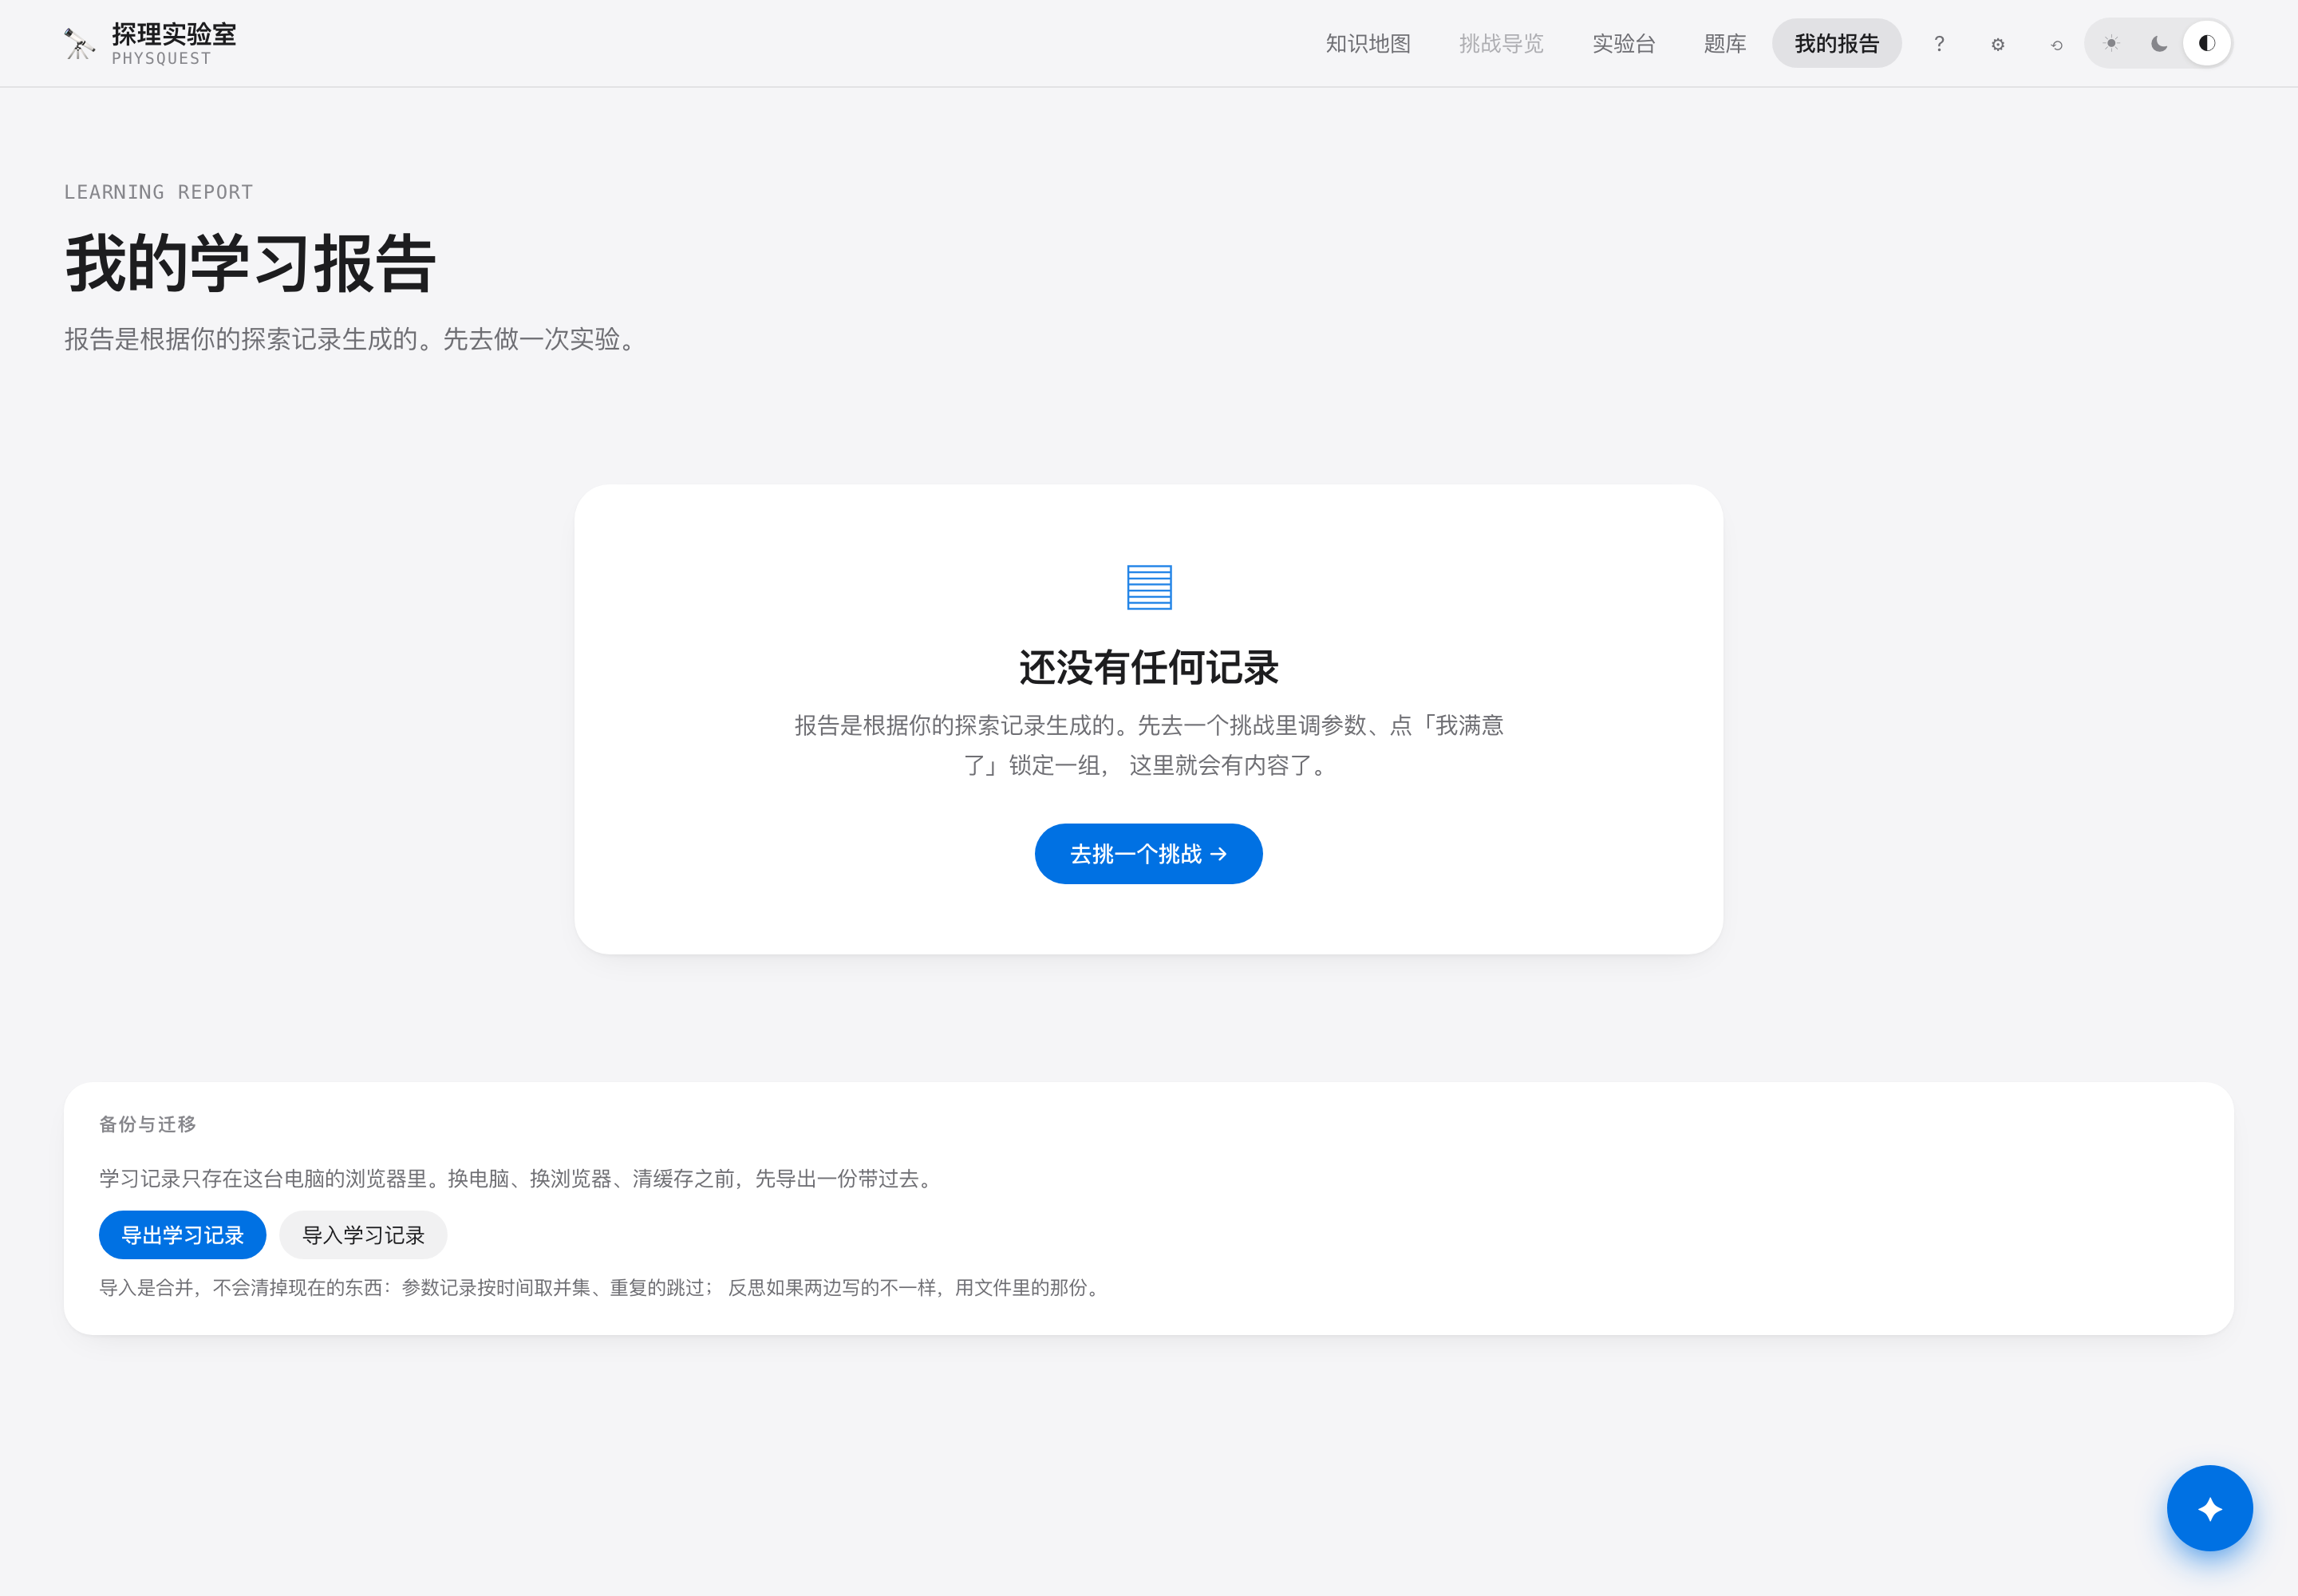 探理实验室
PHYSQUEST
知识地图
挑战导览
实验台
题库
我的报告
?
LEARNING REPORT
我的学习报告
报告是根据你的探索记录生成的。先去做一次实验。
还没有任何记录
报告是根据你的探索记录生成的。先去一个挑战里调参数、点「我满意
了」锁定一组， 这里就会有内容了。
去挑一个挑战 →
备份与迁移
学习记录只存在这台电脑的浏览器里。换电脑、换浏览器、清缓存之前，先导出一份带过去。
导出学习记录
导入学习记录
导入是合并，不会清掉现在的东西：参数记录按时间取并集、重复的跳过； 反思如果两边写的不一样，用文件里的那份。